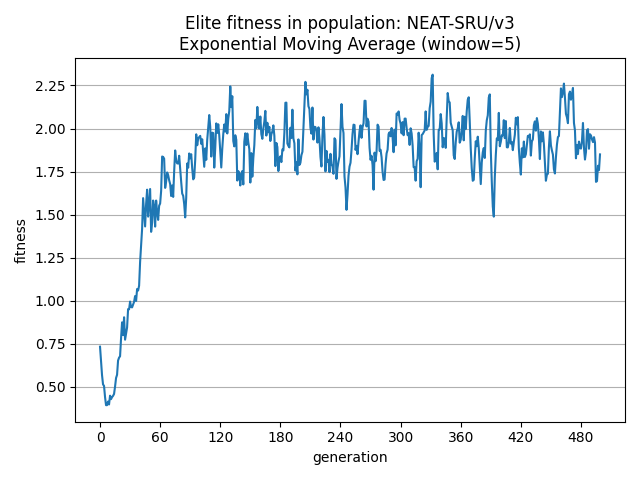 Elite fitness in population: NEAT-SRU/v3
Exponential Moving Average (window=5)
fitness
2.25
2.00
1.75
1.50
1.25
1.00
0.75
0.50
0 60 120 180 240 300 360 420 480
generation